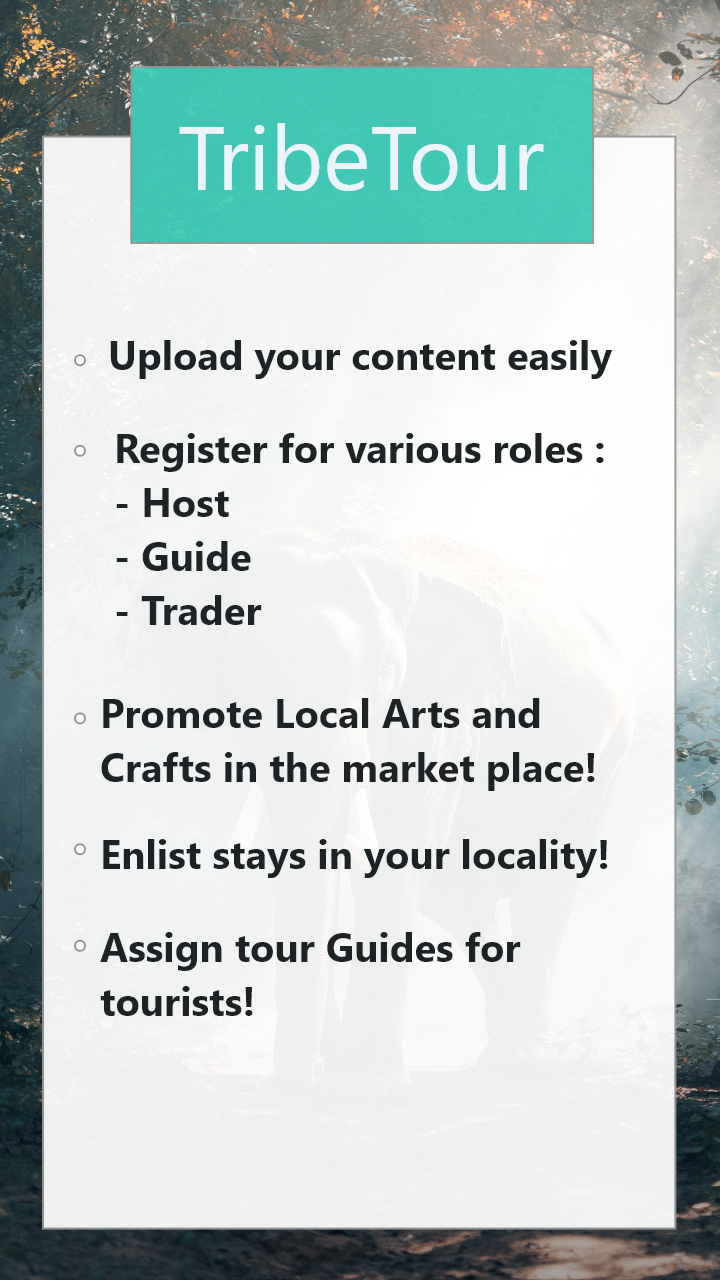 TribeTour
Upload your content easily
Register for various roles :
- Host
- Guide
- Trader
Promote Local Arts and
Crafts in the market place!
Enlist stays in your locality!
Assign tour Guides for
tourists!